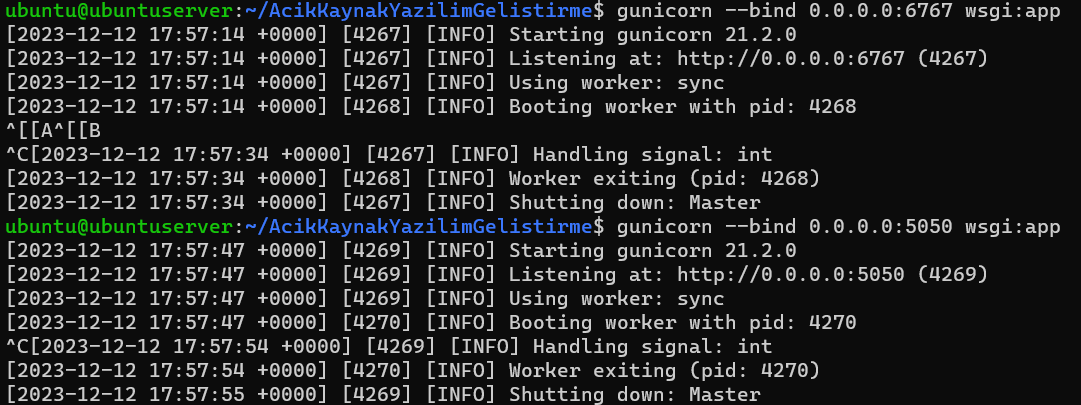 ubuntu@ubuntuserver:~/AcikKaynakYazilimGelistirme$ gunicorn --bind 0.0.0.0:6767 wsgi:app
[2023-12-12 17:57:14 +0000] [4267] [INFO] Starting gunicorn 21.2.0
[2023-12-12 17:57:14 +0000] [4267] [INFO] Listening at: http://0.0.0.0:6767 (4267)
[2023-12-12 17:57:14 +0000] [4267] [INFO] Using worker: sync
[2023-12-12 17:57:14 +0000] [4268] [INFO] Booting worker with pid: 4268
^[[A^[[B
^C[2023-12-12 17:57:34 +0000] [4267] [INFO] Handling signal: int
[2023-12-12 17:57:34 +0000] [4268] [INFO] Worker exiting (pid: 4268)
[2023-12-12 17:57:34 +0000] [4267] [INFO] Shutting down: Master
ubuntu@ubuntuserver:~/AcikKaynakYazilimGelistirme$ gunicorn --bind 0.0.0.0:5050 wsgi:app
[2023-12-12 17:57:47 +0000] [4269] [INFO] Starting gunicorn 21.2.0
[2023-12-12 17:57:47 +0000] [4269] [INFO] Listening at: http://0.0.0.0:5050 (4269)
[2023-12-12 17:57:47 +0000] [4269] [INFO] Using worker: sync
[2023-12-12 17:57:47 +0000] [4270] [INFO] Booting worker with pid: 4270
^C[2023-12-12 17:57:54 +0000] [4269] [INFO] Handling signal: int
[2023-12-12 17:57:54 +0000] [4270] [INFO] Worker exiting (pid: 4270)
[2023-12-12 17:57:55 +0000] [4269] [INFO] Shutting down: Master